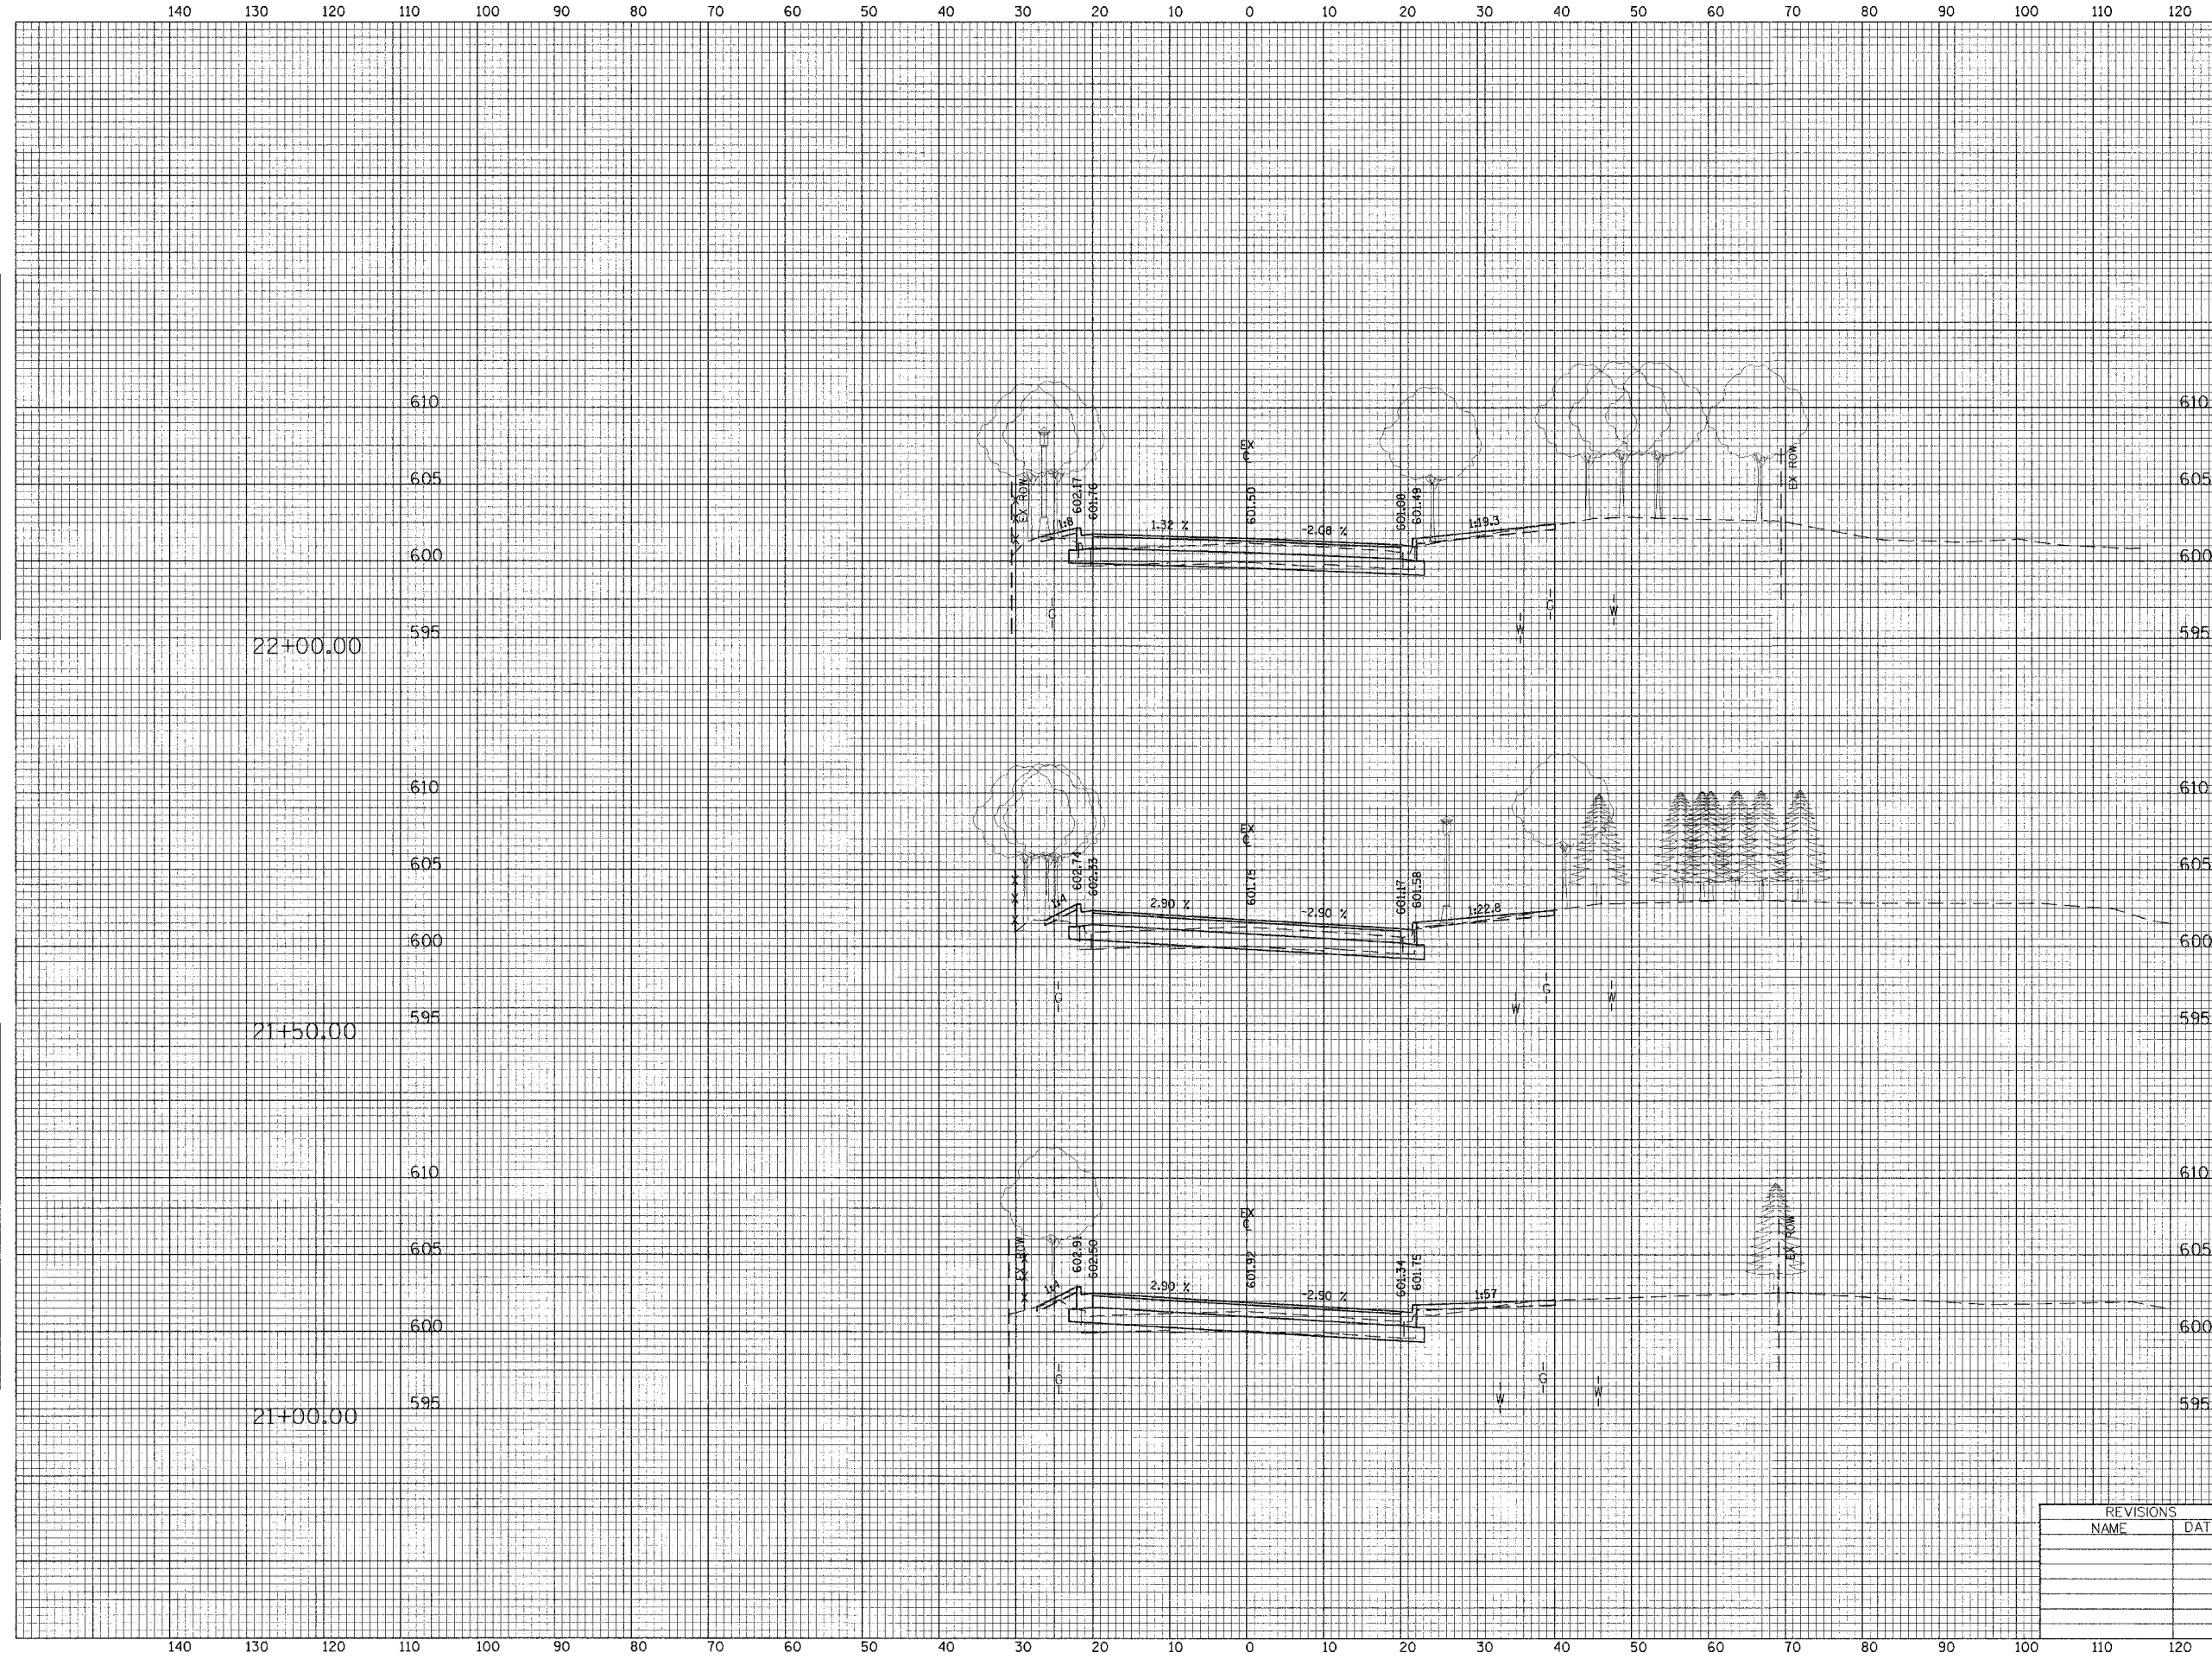 140 130 120 110 100 90 80 70 60 50 40 30 20 10 0 10 20 30 40 50 60 70 80 90 100 110 120
610 610
EX
℄
EX ROW
605 605
EX ROW 602.17 601.76 601.50 601.08 601.49
1:8 1.32 % -2.08 % 1:19.3
600 600
G G W
W
595 595
22+00.00
610 610
EX
℄
605 605
602.74 602.33 601.75 601.17 601.58
1:4 2.90 % -2.90 % 1:22.8
600 600
G G W
W
595 595
21+50.00
610 610
EX
℄
EX ROW
605 605
EX ROW 602.91 602.50 601.92 601.34 601.75
1:4 2.90 % -2.90 % 1:57
600 600
G G
W W
595 595
21+00.00
REVISIONS
NAME DAT
140 130 120 110 100 90 80 70 60 50 40 30 20 10 0 10 20 30 40 50 60 70 80 90 100 110 120